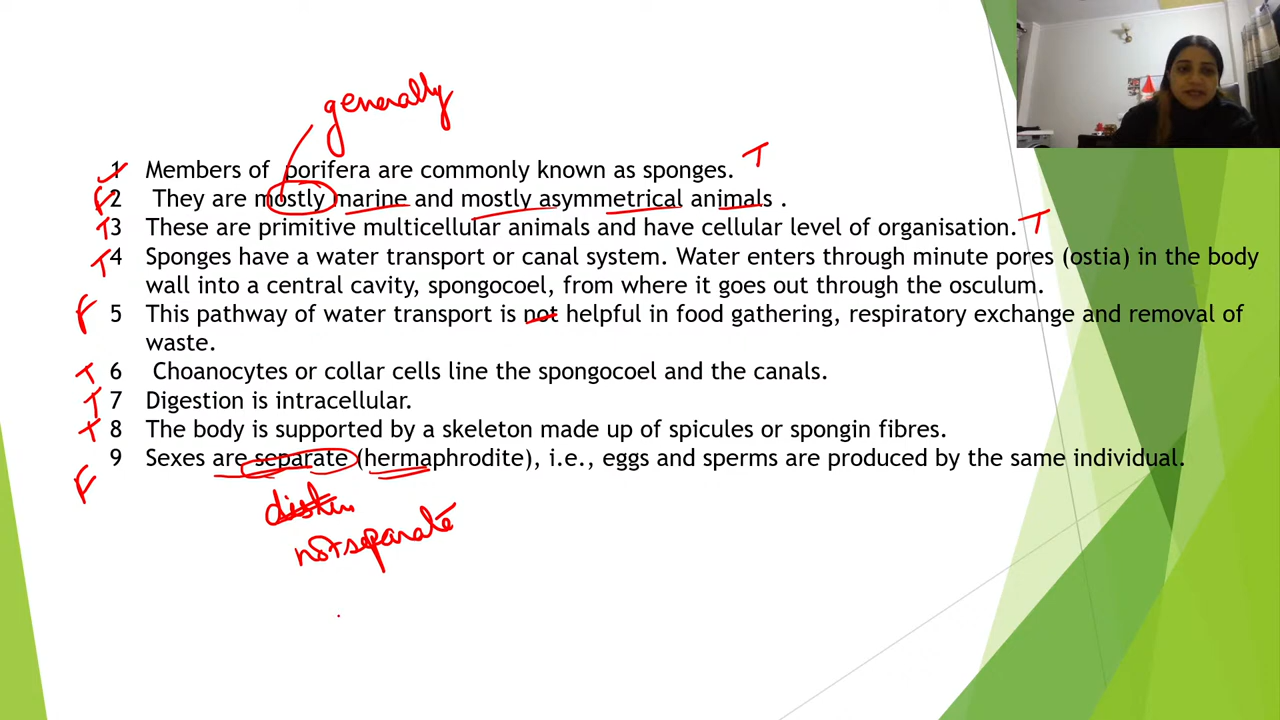 generally
1 Members of porifera are commonly known as sponges. T
F 2 They are mostly marine and mostly asymmetrical animals .
T 3 These are primitive multicellular animals and have cellular level of organisation. T
T 4 Sponges have a water transport or canal system. Water enters through minute pores (ostia) in the body
wall into a central cavity, spongocoel, from where it goes out through the osculum.
F 5 This pathway of water transport is not helpful in food gathering, respiratory exchange and removal of
waste.
T 6 Choanocytes or collar cells line the spongocoel and the canals.
T 7 Digestion is intracellular.
T 8 The body is supported by a skeleton made up of spicules or spongin fibres.
F 9 Sexes are separate (hermaphrodite), i.e., eggs and sperms are produced by the same individual.
not separate